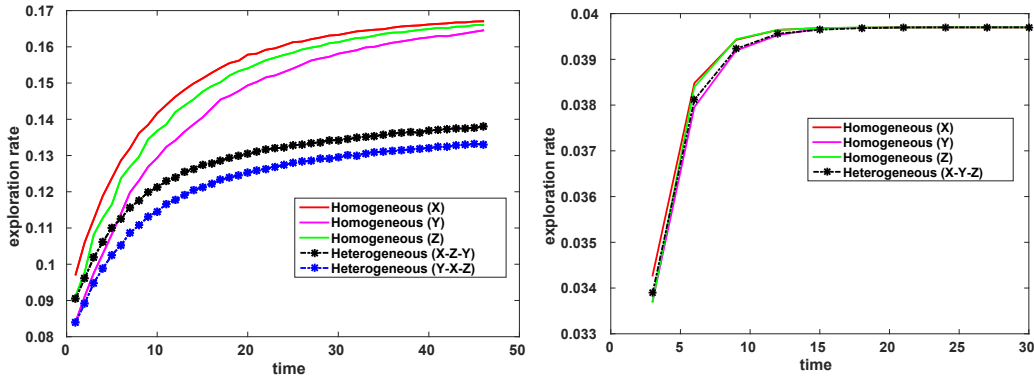 0.17
0.16
0.15
0.14
0.13
0.12
0.11
0.1
0.09
0.08
exploration rate
0 10 20 30 40 50
time
Homogeneous (X)
Homogeneous (Y)
Homogeneous (Z)
Heterogeneous (X-Z-Y)
Heterogeneous (Y-X-Z)
0.04
0.039
0.038
0.037
0.036
0.035
0.034
0.033
exploration rate
0 5 10 15 20 25 30
time
Homogeneous (X)
Homogeneous (Y)
Homogeneous (Z)
Heterogeneous (X-Y-Z)